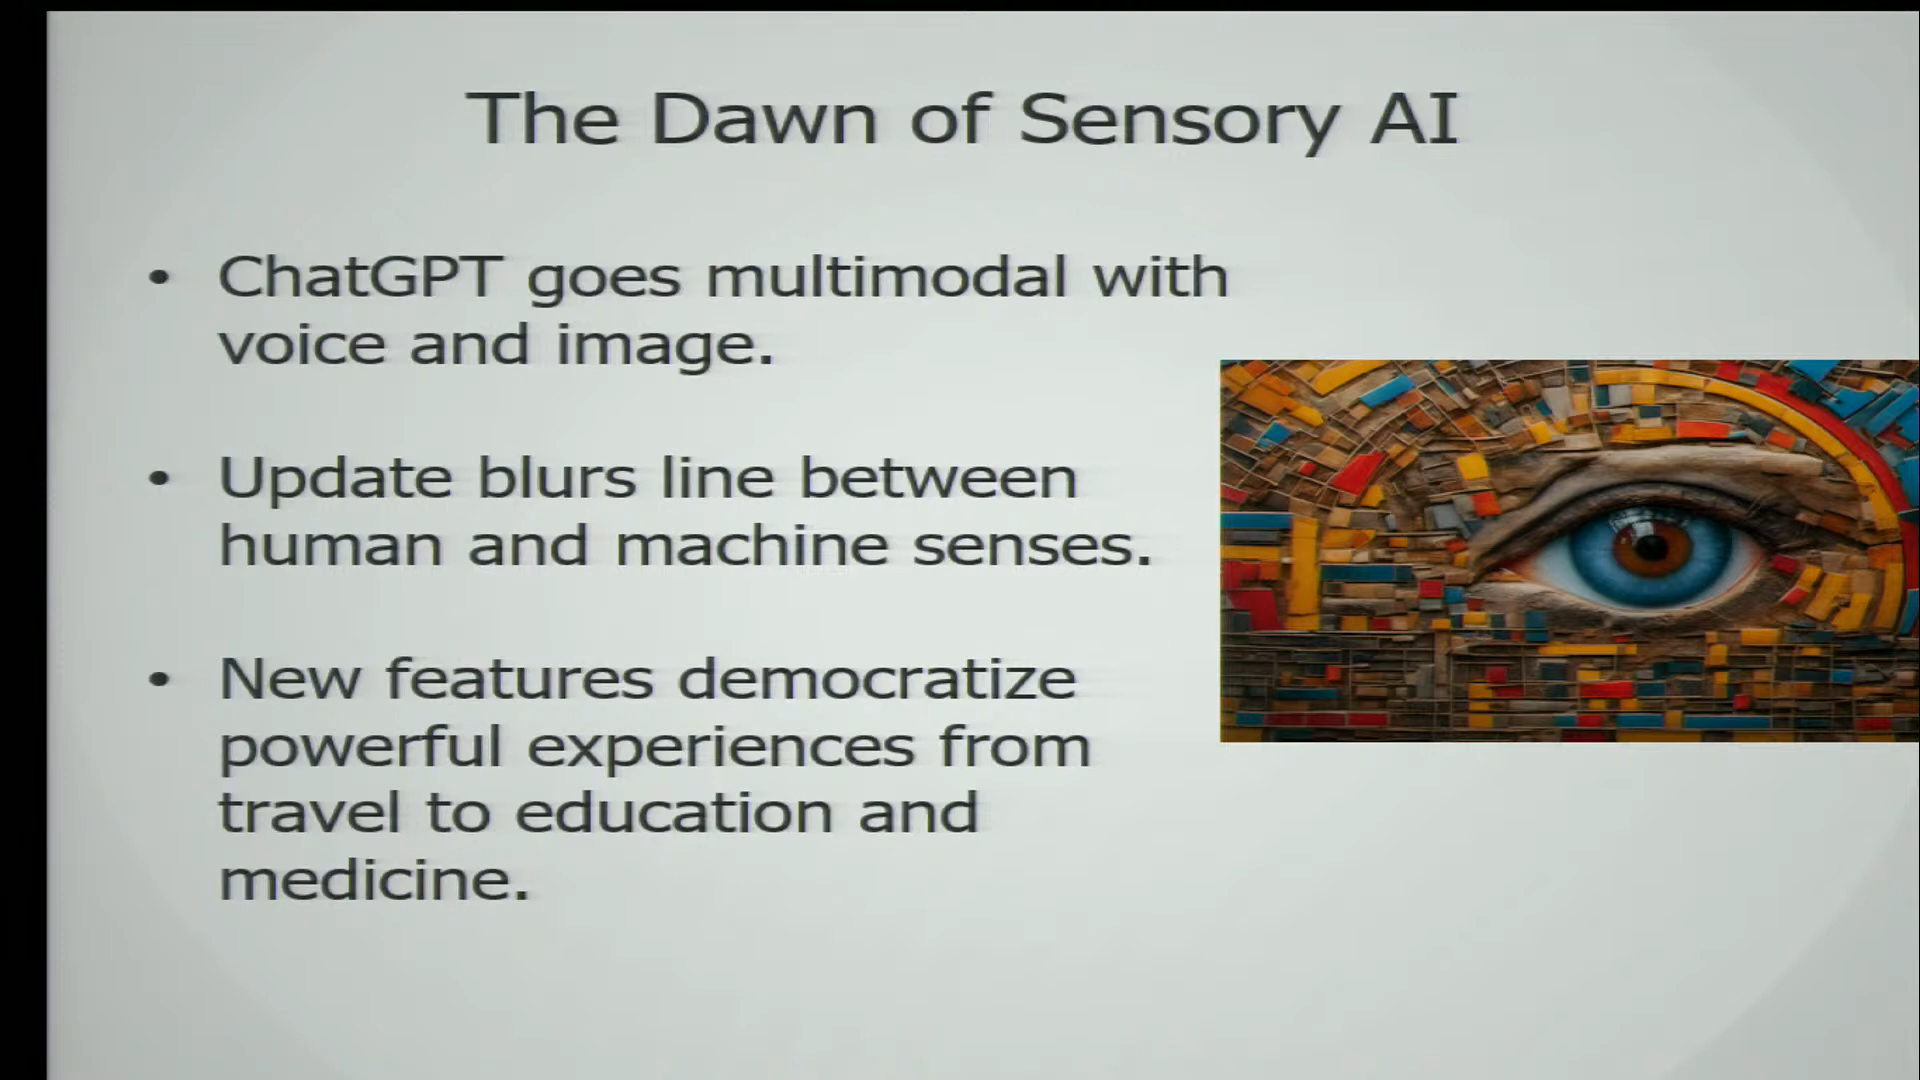 The Dawn of Sensory AI
• ChatGPT goes multimodal with
voice and image.
• Update blurs line between
human and machine senses.
• New features democratize
powerful experiences from
travel to education and
medicine.